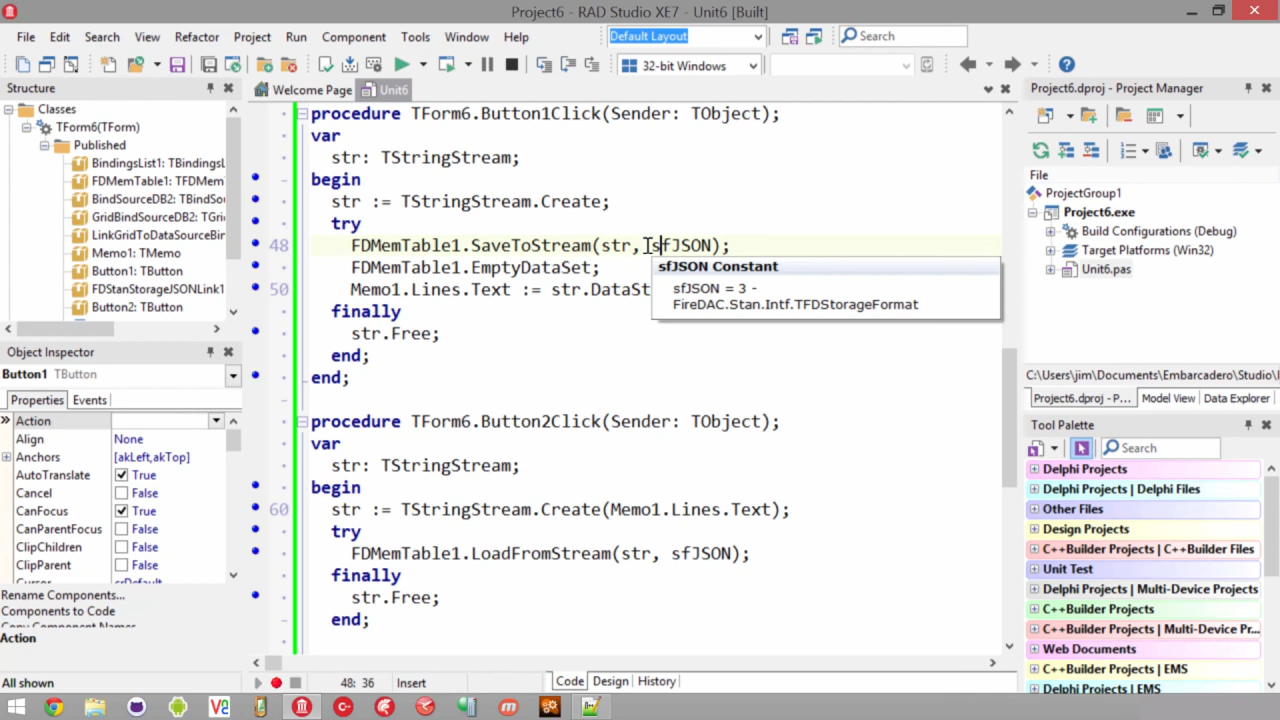 Project6 - RAD Studio XE7 - Unit6 [Built]
File Edit Search View Refactor Project Run Component Tools Window Help
Default Layout
Search
32-bit Windows
Structure
Classes
TForm6(TForm)
Published
BindingsList1: TBindingsL
FDMemTable1: TFDMem
BindSourceDB2: TBindSou
GridBindSourceDB2: TGri
LinkGridToDataSourceBi
Memo1: TMemo
Button1: TButton
FDStanStorageJSONLink1
Button2: TButton
Object Inspector
Button1 TButton
Properties Events
Action
Align None
Anchors [akLeft,akTop]
AutoTranslate True
Cancel False
CanFocus True
CanParentFocus False
ClipChildren False
ClipParent False
Cursor crDefault
Rename Components...
Components to Code
Copy Component Names
Action
All shown
Welcome Page Unit6
procedure TForm6.Button1Click(Sender: TObject);
var
str: TStringStream;
begin
str := TStringStream.Create;
try
48 FDMemTable1.SaveToStream(str, sfJSON);
FDMemTable1.EmptyDataSet;
50 Memo1.Lines.Text := str.DataSt
finally
str.Free;
end;
end;
sfJSON Constant
sfJSON = 3 -
FireDAC.Stan.Intf.TFDStorageFormat
procedure TForm6.Button2Click(Sender: TObject);
var
str: TStringStream;
begin
60 str := TStringStream.Create(Memo1.Lines.Text);
try
FDMemTable1.LoadFromStream(str, sfJSON);
finally
str.Free;
end;
48: 36 Insert
Code Design History
Project6.dproj - Project Manager
File
ProjectGroup1
Project6.exe
Build Configurations (Debug)
Target Platforms (Win32)
Unit6.pas
C:\Users\jim\Documents\Embarcadero\Studio\
Project6.dproj - P... Model View Data Explorer
Tool Palette
Search
Delphi Projects
Delphi Projects | Delphi Files
Other Files
Design Projects
C++Builder Projects | C++Builder Files
Unit Test
Delphi Projects | Multi-Device Projects
C++Builder Projects
C++Builder Projects | Multi-Device Pr...
Web Documents
C++Builder Projects | EMS
Delphi Projects | EMS